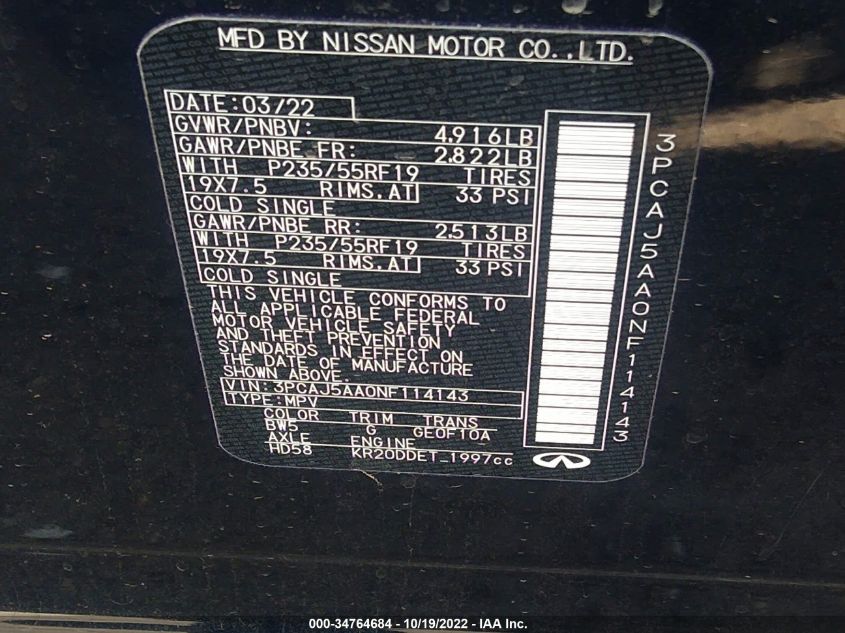 MFD BY NISSAN MOTOR CO.,LTD.
DATE:03/22
GVWR/PNBV: 4,916LB
GAWR/PNBE FR: 2,822LB
WITH P235/55RF19 TIRES
19X7.5 RIMS.AT 33 PSI
COLD SINGLE
GAWR/PNBE RR: 2,513LB
WITH P235/55RF19 TIRES
19X7.5 RIMS.AT 33 PSI
COLD SINGLE
THIS VEHICLE CONFORMS TO
ALL APPLICABLE FEDERAL
MOTOR VEHICLE SAFETY
AND THEFT PREVENTION
STANDARDS IN EFFECT ON
THE DATE OF MANUFACTURE
SHOWN ABOVE.
VIN:3PCAJ5AA0NF114143
TYPE:MPV
COLOR TRIM TRANS
BW5 G GE0F10A
AXLE ENGINE
HD58 KR20DDET 1997cc
3PCAJ5AA0NF114143
000-34764684 - 10/19/2022 - IAA Inc.